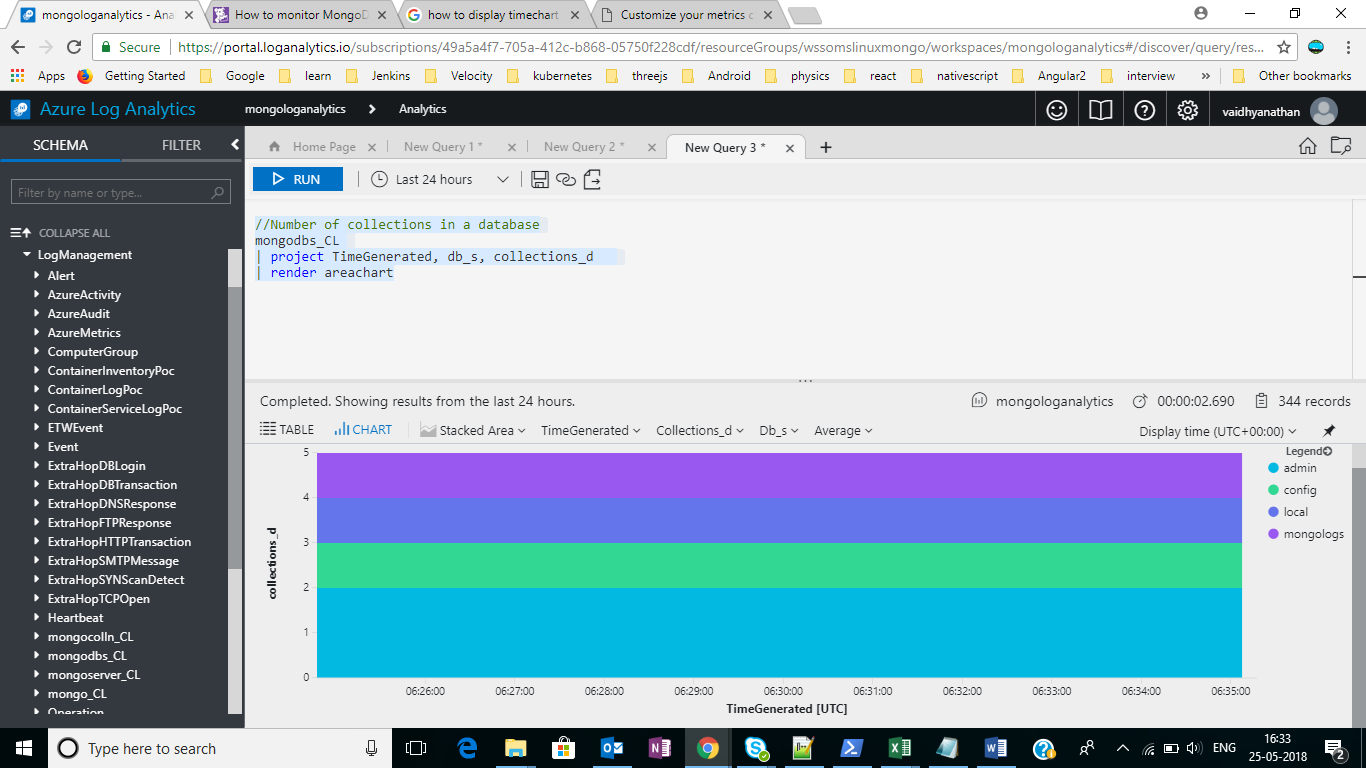 mongologanalytics - Ana
How to monitor MongoD
how to display timechart
Customize your metrics c
Secure
https://portal.loganalytics.io/subscriptions/49a5a4f7-705a-412c-b868-05750f228cdf/resourceGroups/wssomslinuxmongo/workspaces/mongologanalytics#/discover/query/res...
Apps Getting Started Google learn Jenkins Velocity kubernetes threejs Android physics react nativescript Angular2 interview » Other bookmarks
Azure Log Analytics mongologanalytics > Analytics vaidhyanathan
SCHEMA FILTER
Home Page New Query 1 * New Query 2 * New Query 3 *
RUN Last 24 hours
Filter by name or type...
COLLAPSE ALL
LogManagement
Alert
AzureActivity
AzureAudit
AzureMetrics
ComputerGroup
ContainerInventoryPoc
ContainerLogPoc
ContainerServiceLogPoc
ETWEvent
Event
ExtraHopDBLogin
ExtraHopDBTransaction
ExtraHopDNSResponse
ExtraHopFTPResponse
ExtraHopHTTPTransaction
ExtraHopSMTPMessage
ExtraHopSYNScanDetect
ExtraHopTCPOpen
Heartbeat
mongocolln_CL
mongodbs_CL
mongoserver_CL
mongo_CL
Operation
//Number of collections in a database
mongodbs_CL
| project TimeGenerated, db_s, collections_d
| render areachart
Completed. Showing results from the last 24 hours.
mongologanalytics 00:00:02.690 344 records
TABLE CHART Stacked Area TimeGenerated Collections_d Db_s Average
Display time (UTC+00:00)
Legend
admin
config
local
mongologs
5
4
3
2
1
0
collections_d
06:26:00 06:27:00 06:28:00 06:29:00 06:30:00 06:31:00 06:32:00 06:33:00 06:34:00 06:35:00
TimeGenerated [UTC]
Type here to search
ENG
16:33
25-05-2018
2